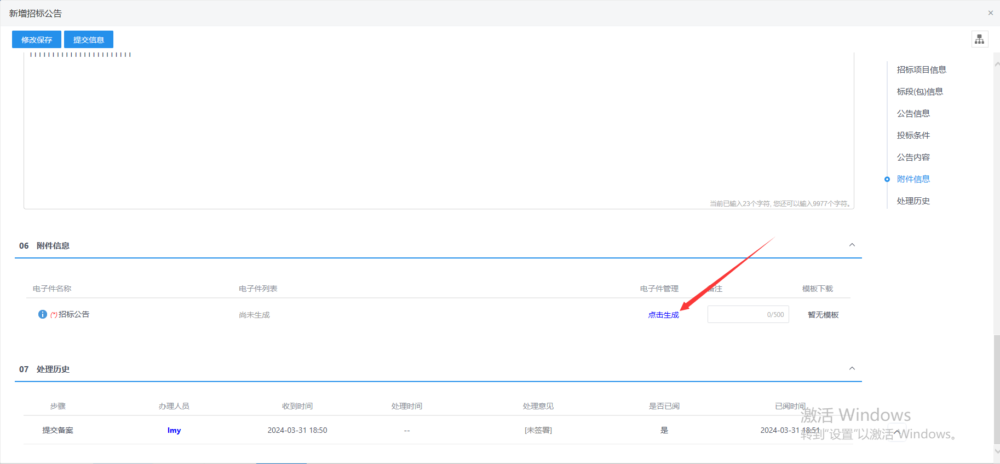 新增招标公告
修改保存 提交信息
当前已输入23个字符, 您还可以输入9977个字符。
招标项目信息
标段(包)信息
公告信息
投标条件
公告内容
附件信息
处理历史
06 附件信息
电子件名称 电子件列表 电子件管理 备注 模板下载
(*)招标公告 尚未生成 点击生成 0/500 暂无模板
07 处理历史
步骤 办理人员 收到时间 处理时间 处理意见 是否已阅 已阅时间
提交备案 lmy 2024-03-31 18:50 -- [未签署] 是 2024-03-31 18:51
激活 Windows
转到“设置”以激活 Windows。